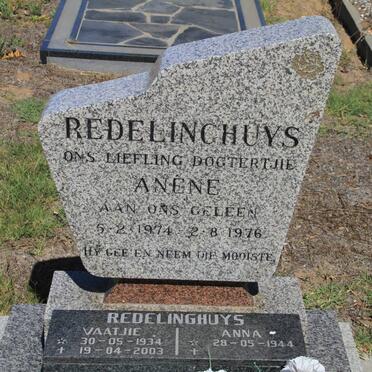 REDELINGHUYS
ONS LIEFLING DOGTERTJIE
ANENE
AAN ONS GELEEN
5·2·1974 2·8·1976
HY GEE EN NEEM DIE MOOISTE
REDELINGHUYS
VAATJIE ANNA
☆ 30-05-1934 ☆ 28-05-1944
✝ 19-04-2003 ✝